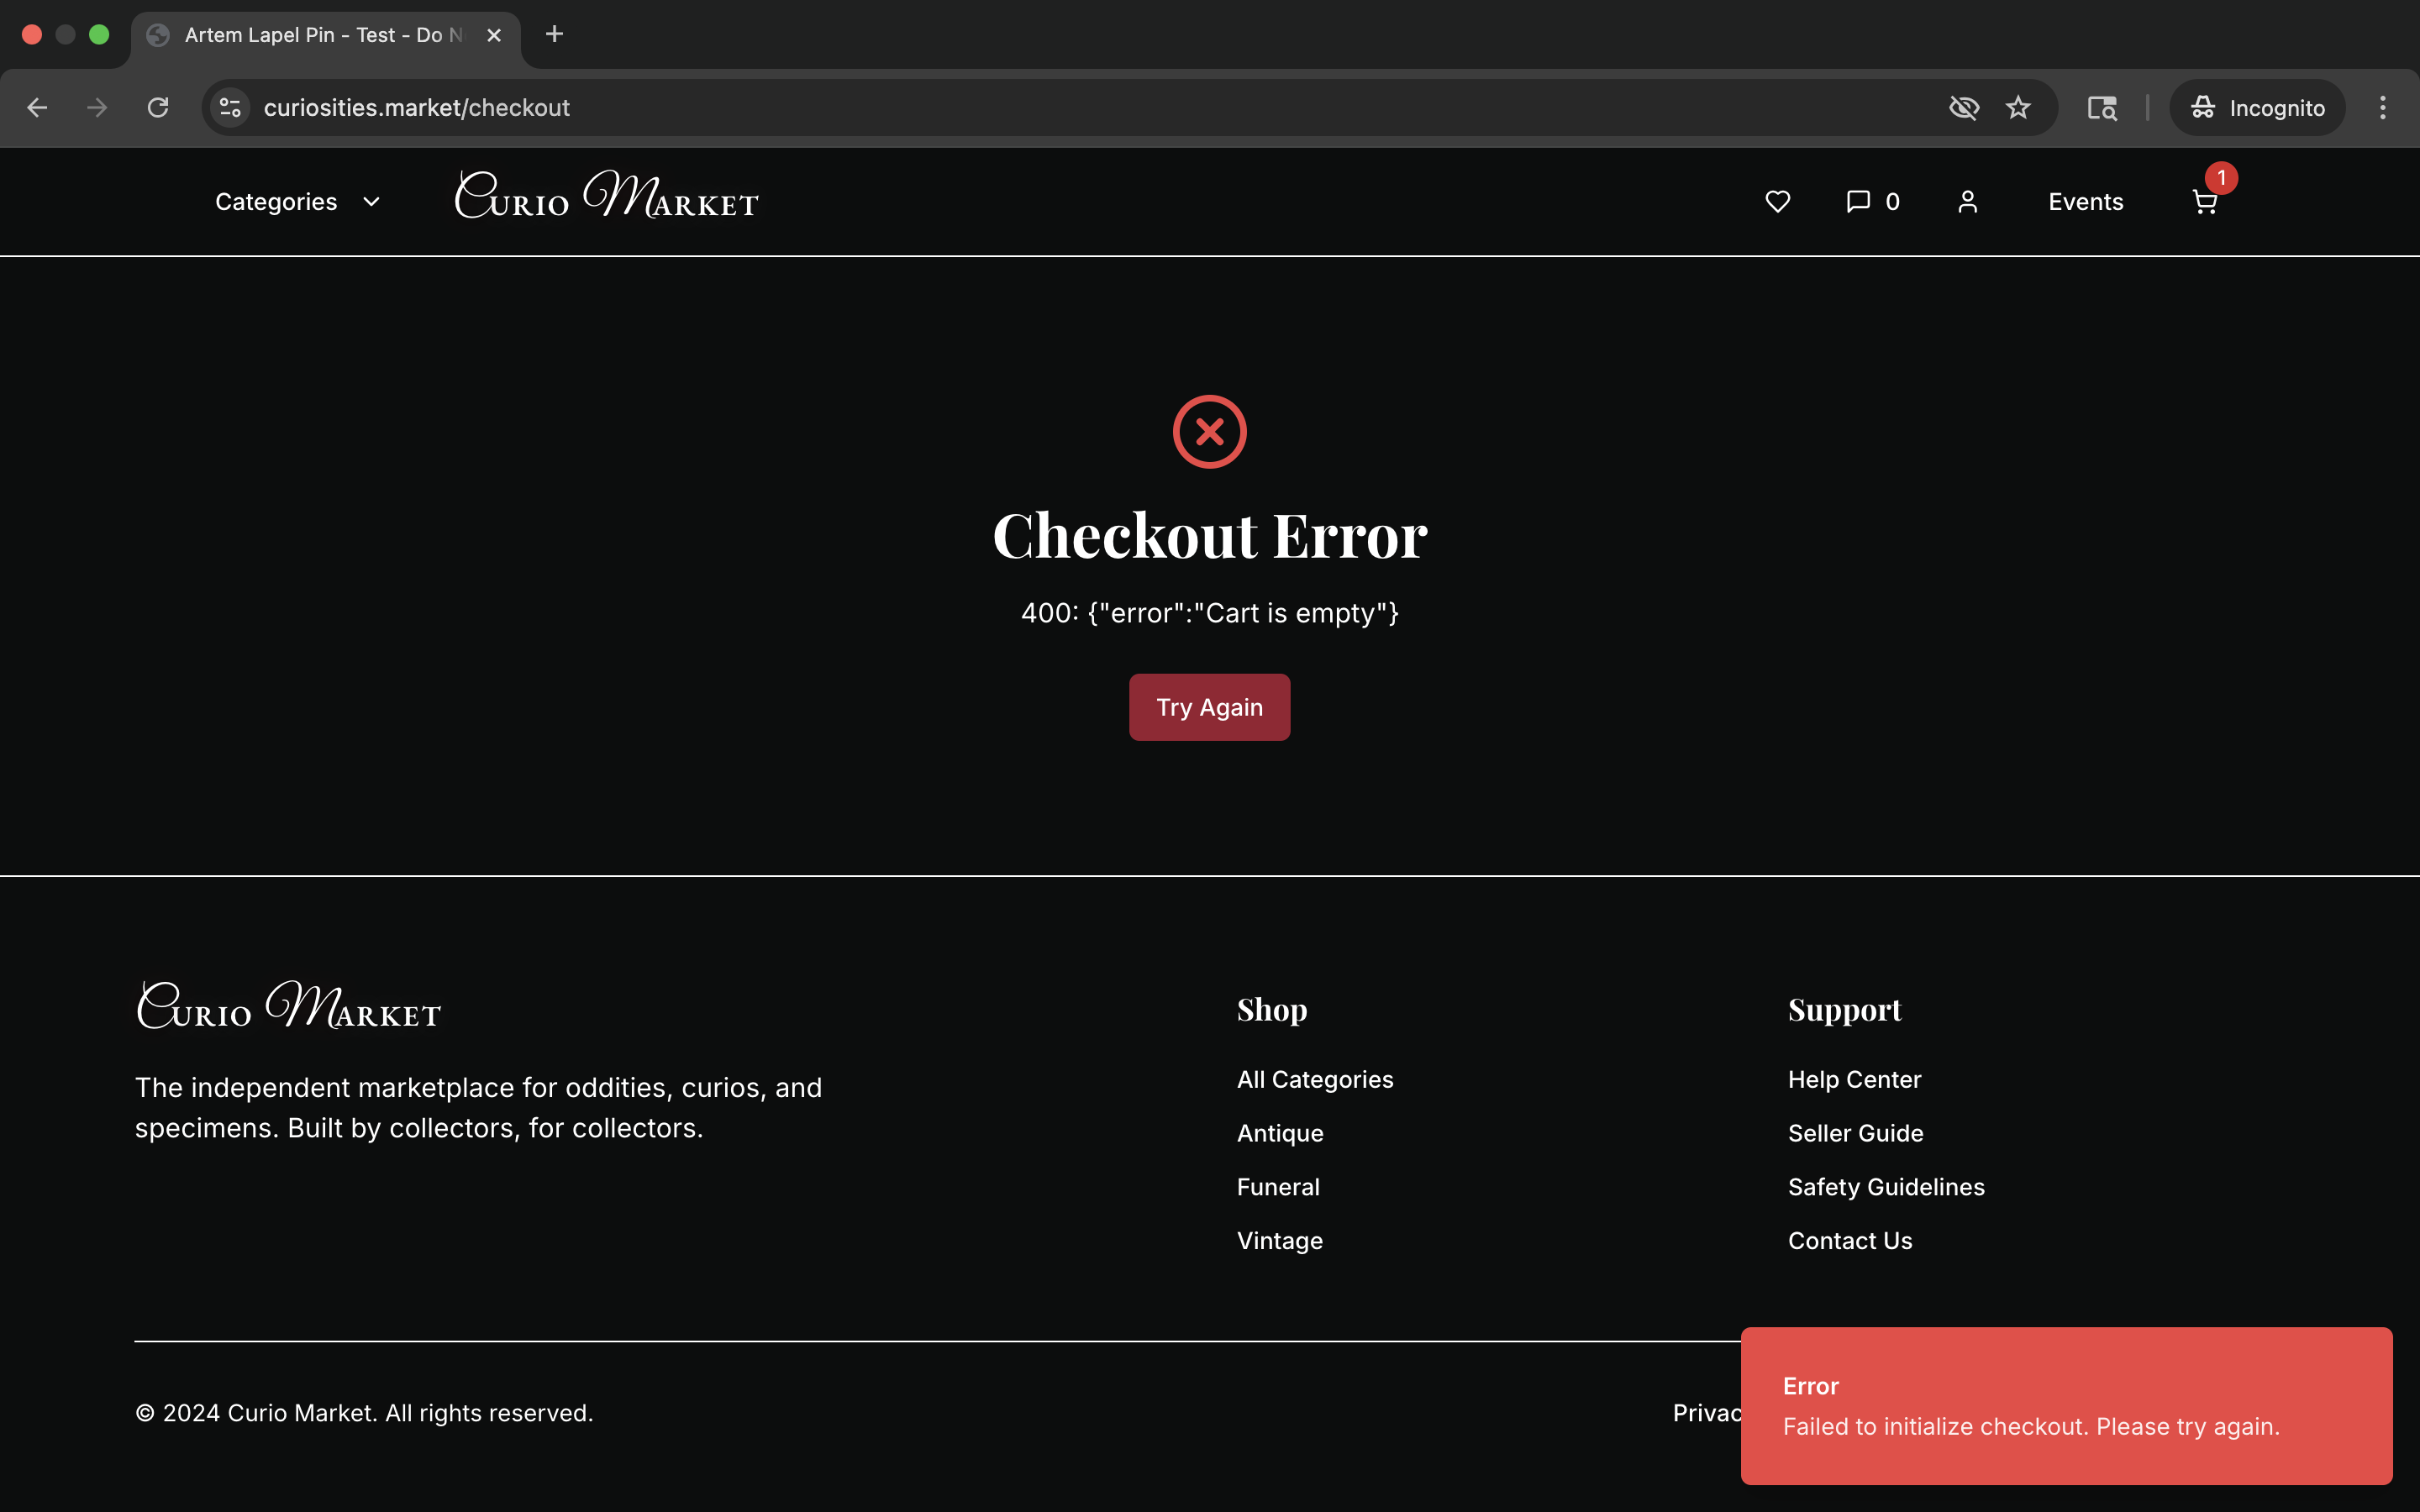 Artem Lapel Pin - Test - Do N
curiosities.market/checkout
Incognito
Categories
Curio Market
0
Events
1
Checkout Error
400: {"error":"Cart is empty"}
Try Again
Curio Market
The independent marketplace for oddities, curios, and
specimens. Built by collectors, for collectors.
Shop
All Categories
Antique
Funeral
Vintage
Support
Help Center
Seller Guide
Safety Guidelines
Contact Us
© 2024 Curio Market. All rights reserved.
Privac
Error
Failed to initialize checkout. Please try again.